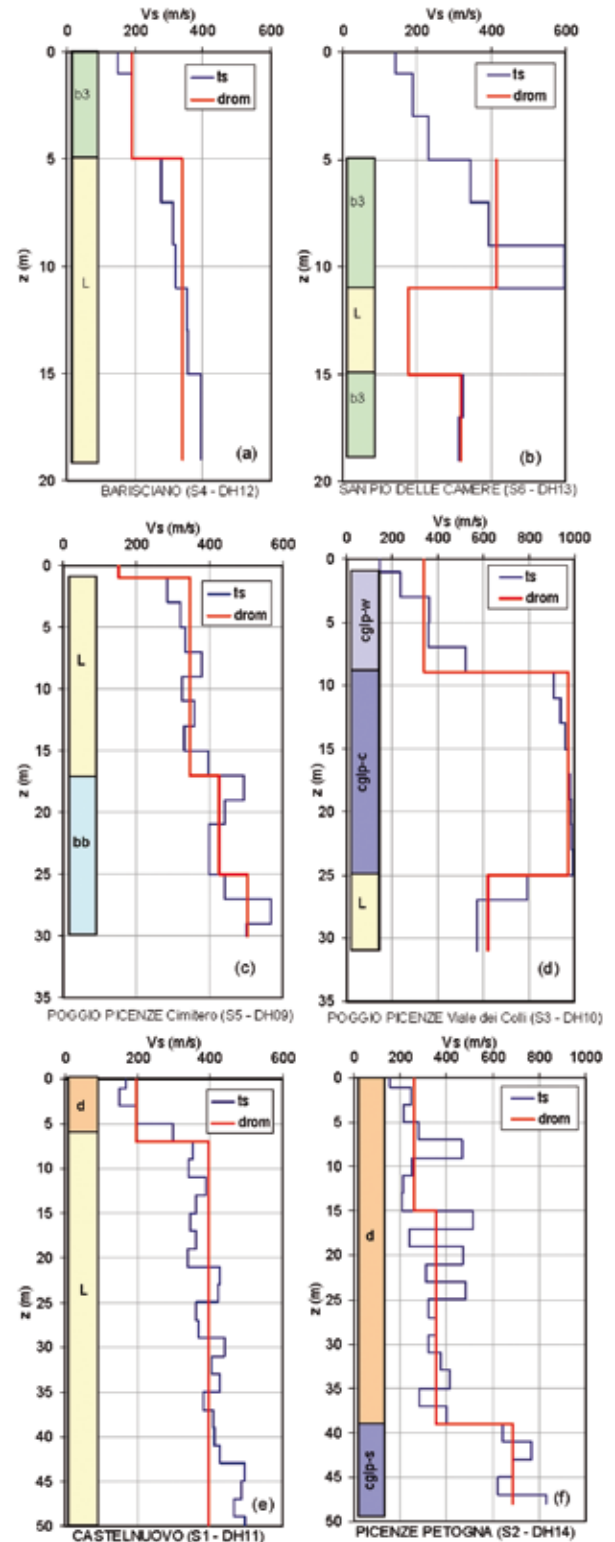 Vs (m/s)
0 200 400 600
ts
drom
b3
L
z (m)
0
5
10
15
20
(a)
BARISCIANO (S4 - DH12)
Vs (m/s)
0 200 400 600
ts
drom
b3
L
b3
z (m)
0
5
10
15
20
(b)
SAN PIO DELLE CAMERE (S6 - DH13)
Vs (m/s)
0 200 400 600
ts
drom
L
bb
z (m)
0
5
10
15
20
25
30
35
(c)
POGGIO PICENZE Cimitero (S5 - DH09)
Vs (m/s)
0 200 400 600 800 1000
ts
drom
cglp-w
cglp-c
L
z (m)
0
5
10
15
20
25
30
35
(d)
POGGIO PICENZE Viale dei Colli (S3 - DH10)
Vs (m/s)
0 200 400 600
ts
drom
d
L
z (m)
0
5
10
15
20
25
30
35
40
45
50
(e)
CASTELNUOVO (S1 - DH11)
Vs (m/s)
0 200 400 600 800 1000
ts
drom
d
cglp-s
z (m)
0
5
10
15
20
25
30
35
40
45
50
(f)
PICENZE PETOGNA (S2 - DH14)